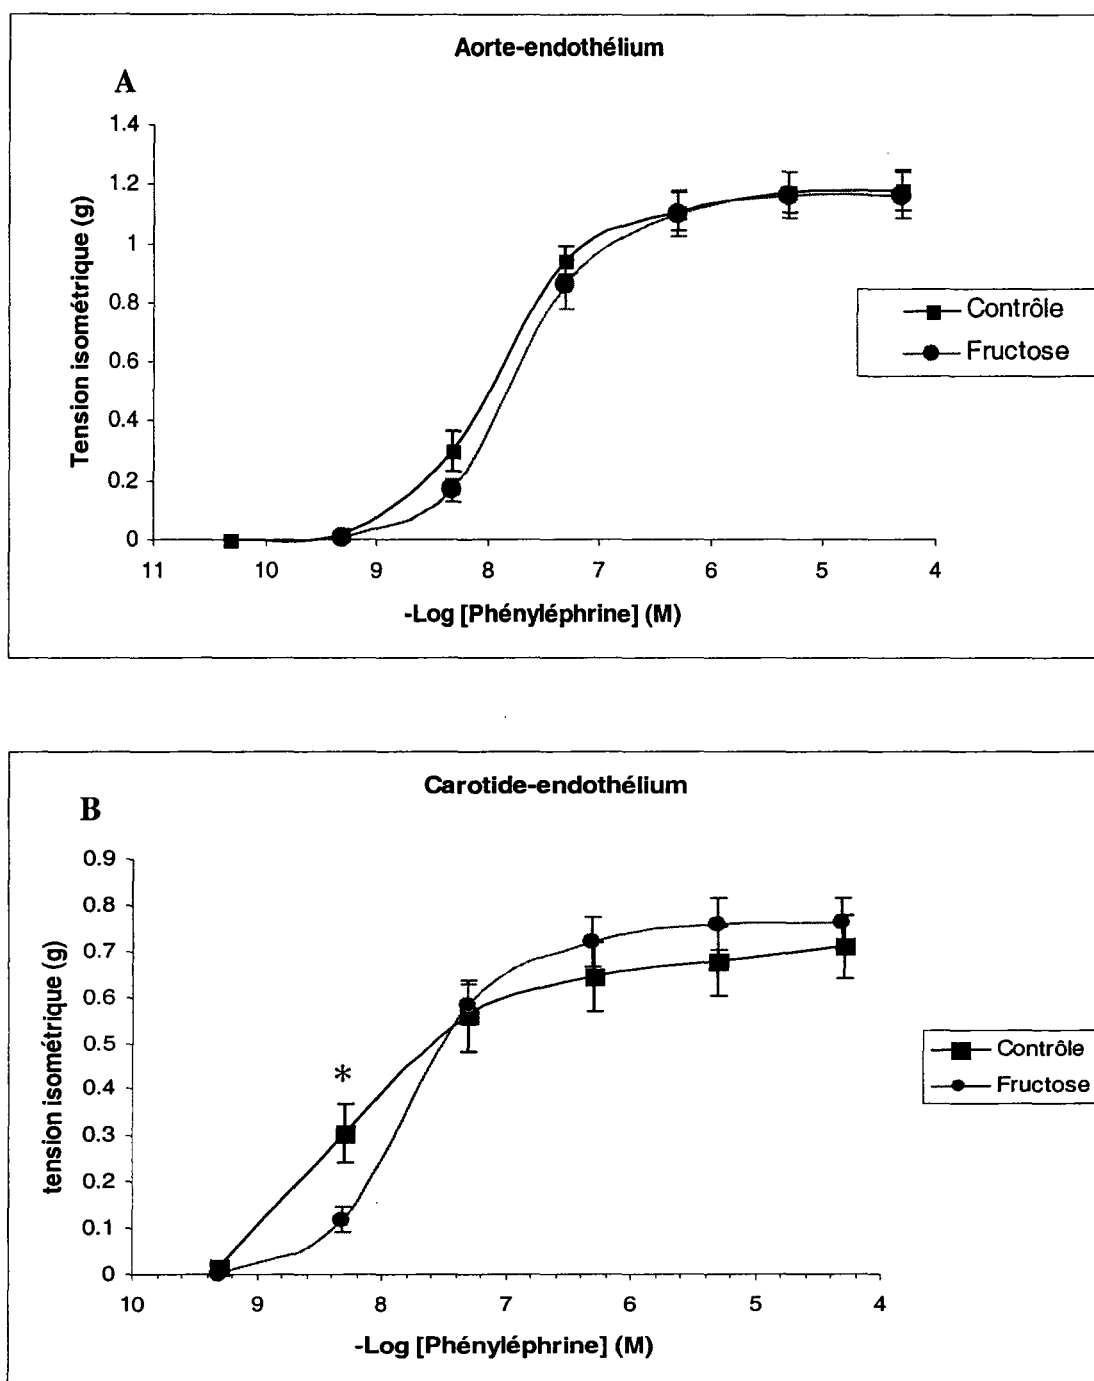 Aorte-endothélium
A
1.4
1.2
1
0.8
0.6
0.4
0.2
0
Tension isométrique (g)
11 10 9 8 7 6 5 4
-Log [Phényléphrine] (M)
Contrôle
Fructose
Carotide-endothélium
B
0.9
0.8
0.7
0.6
0.5
0.4
0.3
0.2
0.1
0
tension isométrique (g)
*
10 9 8 7 6 5 4
-Log [Phényléphrine] (M)
Contrôle
Fructose